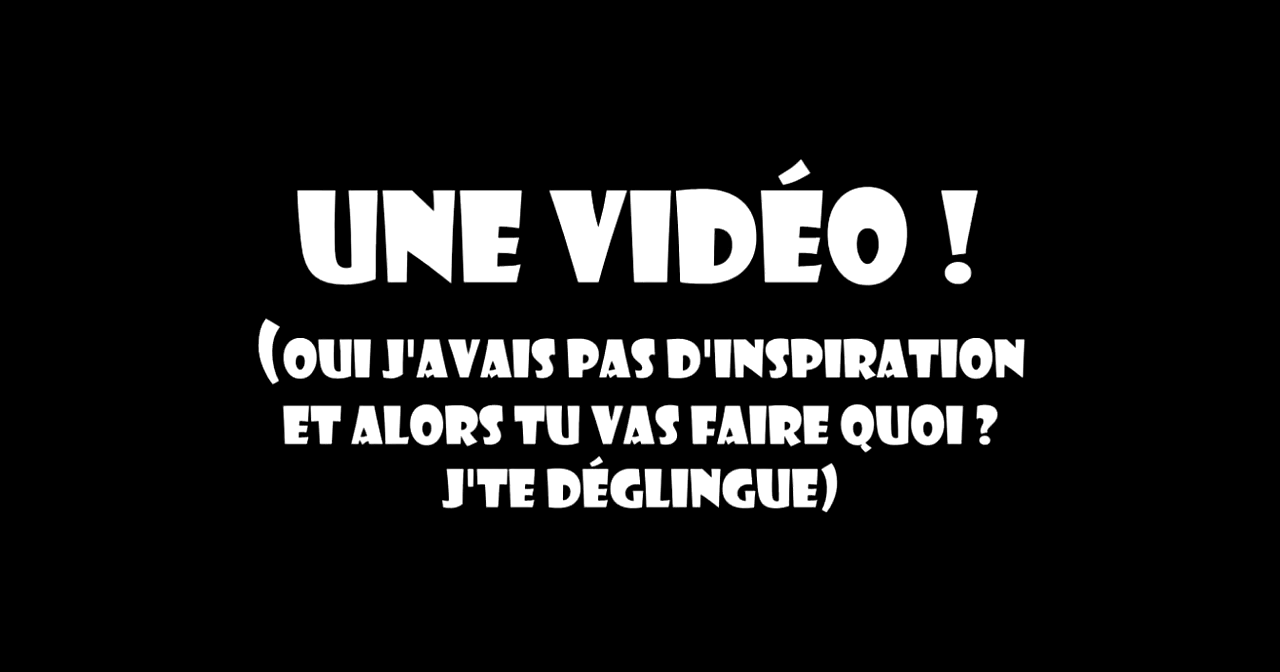 UNE VIDÉO !
(OUI J'AVAIS PAS D'INSPIRATION
ET ALORS TU VAS FAIRE QUOI ?
J'TE DÉGLINGUE)